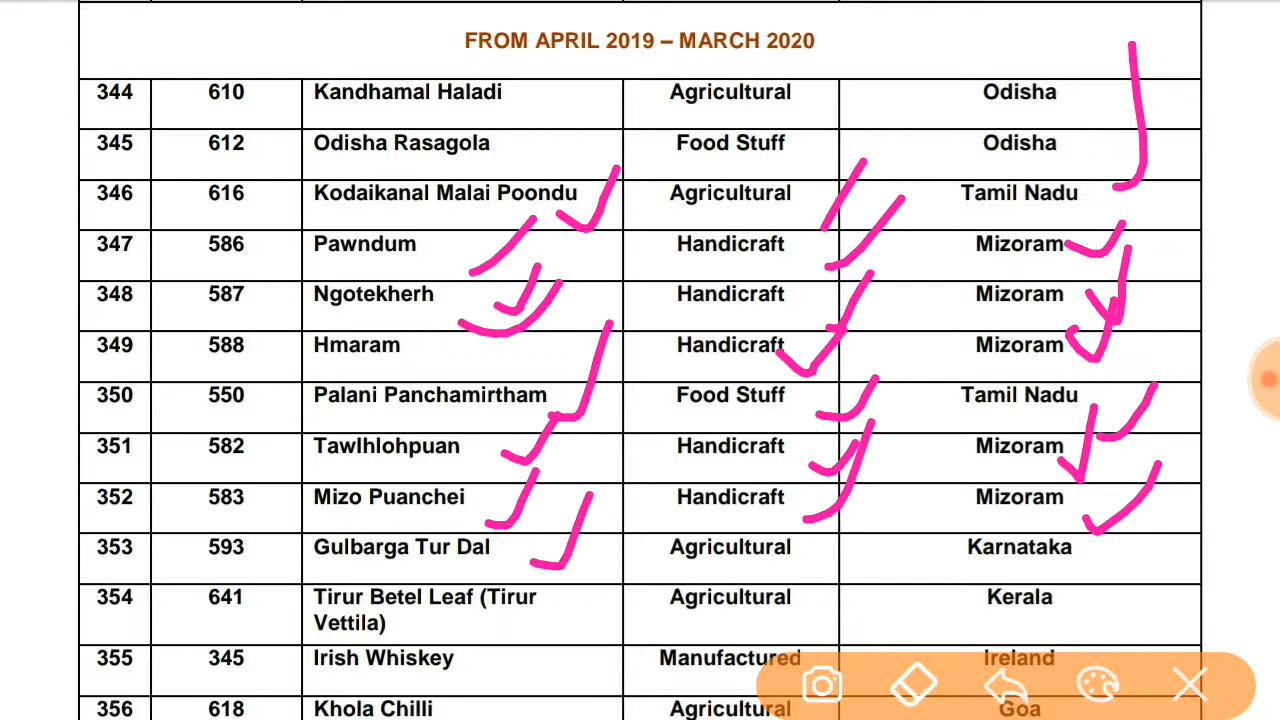 FROM APRIL 2019 – MARCH 2020
344 610 Kandhamal Haladi Agricultural Odisha
345 612 Odisha Rasagola Food Stuff Odisha
346 616 Kodaikanal Malai Poondu Agricultural Tamil Nadu
347 586 Pawndum Handicraft Mizoram
348 587 Ngotekherh Handicraft Mizoram
349 588 Hmaram Handicraft Mizoram
350 550 Palani Panchamirtham Food Stuff Tamil Nadu
351 582 Tawlhlohpuan Handicraft Mizoram
352 583 Mizo Puanchei Handicraft Mizoram
353 593 Gulbarga Tur Dal Agricultural Karnataka
354 641 Tirur Betel Leaf (Tirur Agricultural Kerala
Vettila)
355 345 Irish Whiskey Manufactured Ireland
356 618 Khola Chilli Agricultural Goa